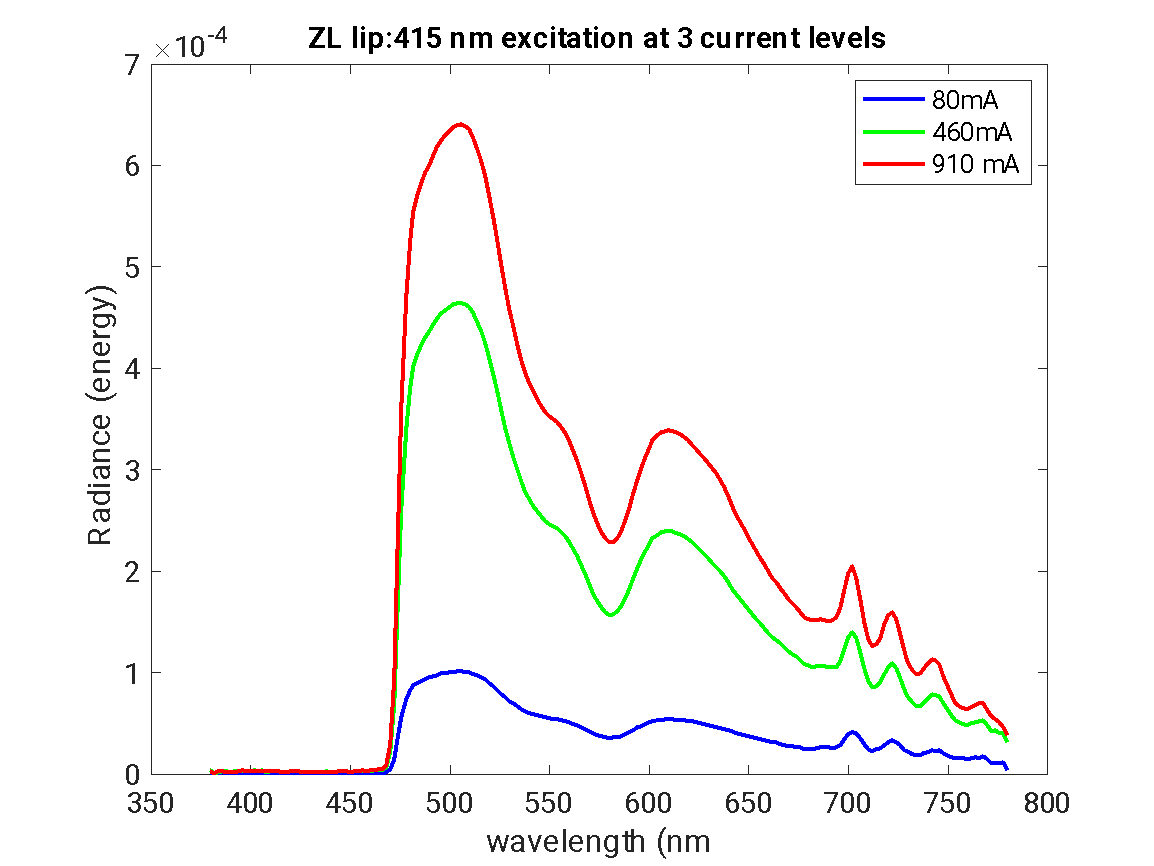 ZL lip:415 nm excitation at 3 current levels
×10-4
7
6
5
4
3
2
1
0
Radiance (energy)
80mA
460mA
910 mA
350 400 450 500 550 600 650 700 750 800
wavelength (nm